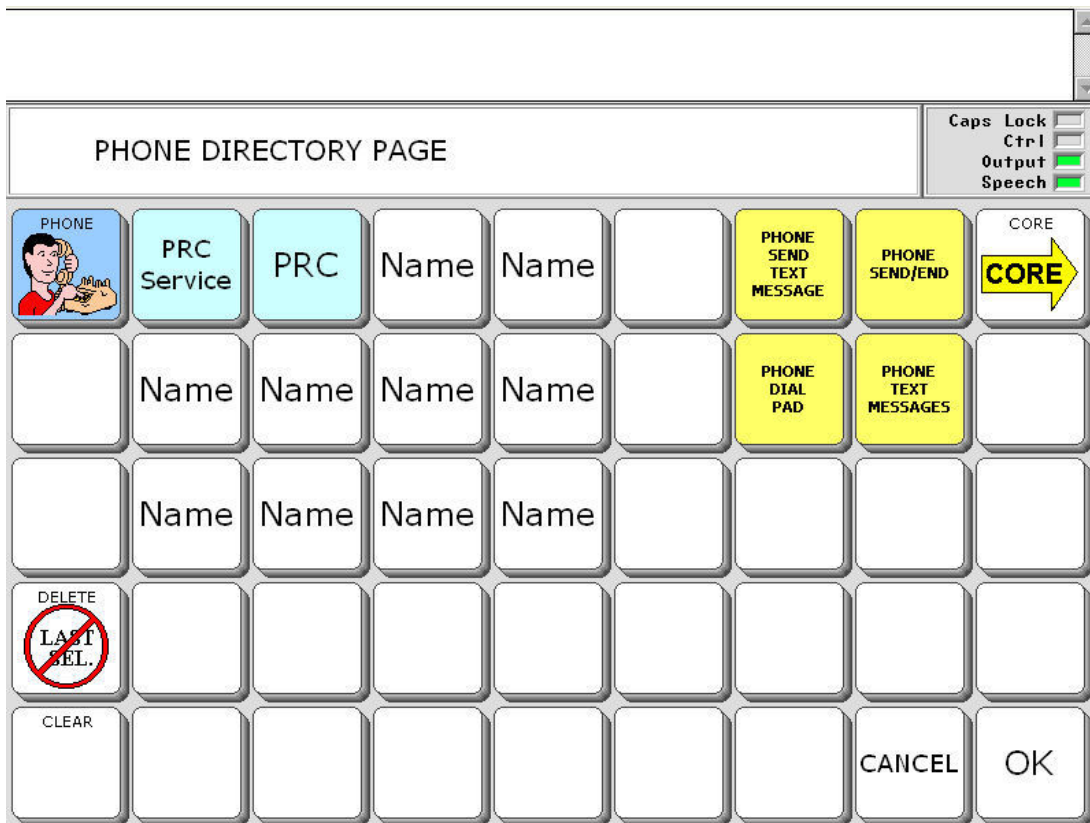 PHONE DIRECTORY PAGE
Caps Lock
Ctrl
Output
Speech
PHONE
PRC
Service
PRC
Name
Name
PHONE
SEND
TEXT
MESSAGE
PHONE
SEND/END
CORE
CORE
Name
Name
Name
Name
PHONE
DIAL
PAD
PHONE
TEXT
MESSAGES
Name
Name
Name
Name
DELETE
LAST
SEL.
CLEAR
CANCEL
OK